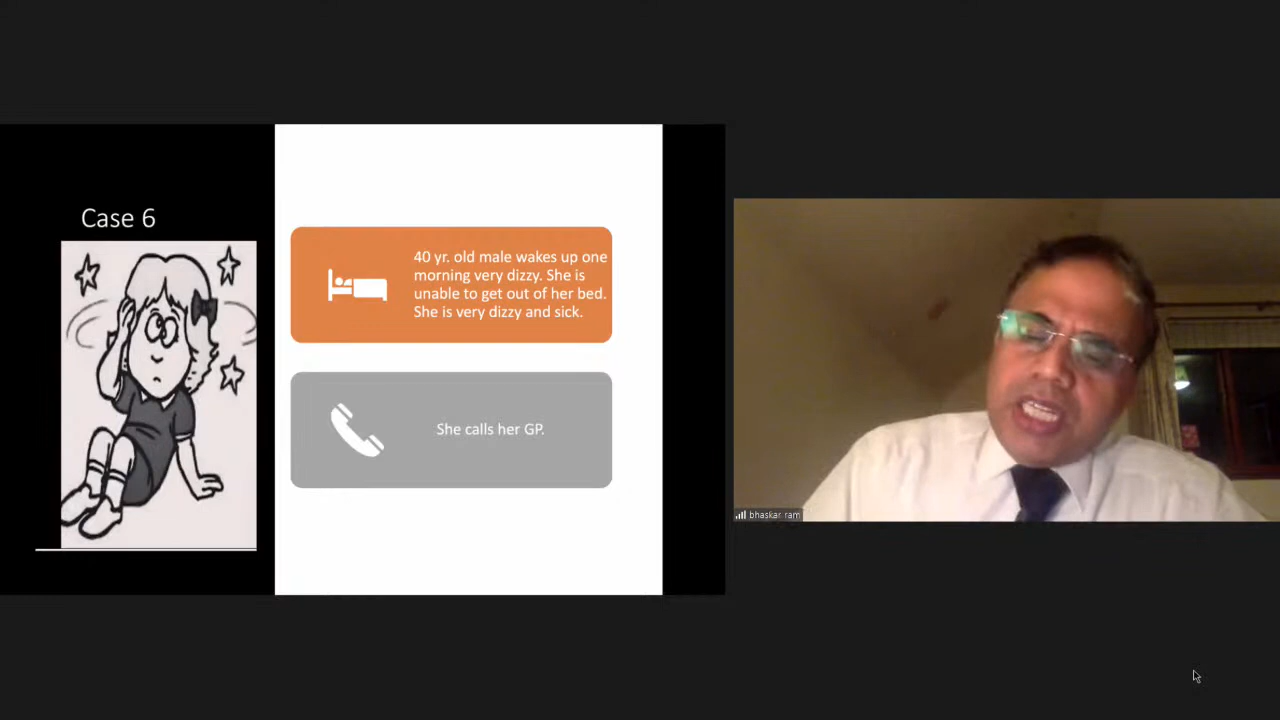 Case 6
40 yr. old male wakes up one
morning very dizzy. She is
unable to get out of her bed.
She is very dizzy and sick.
She calls her GP.
bhaskar ram